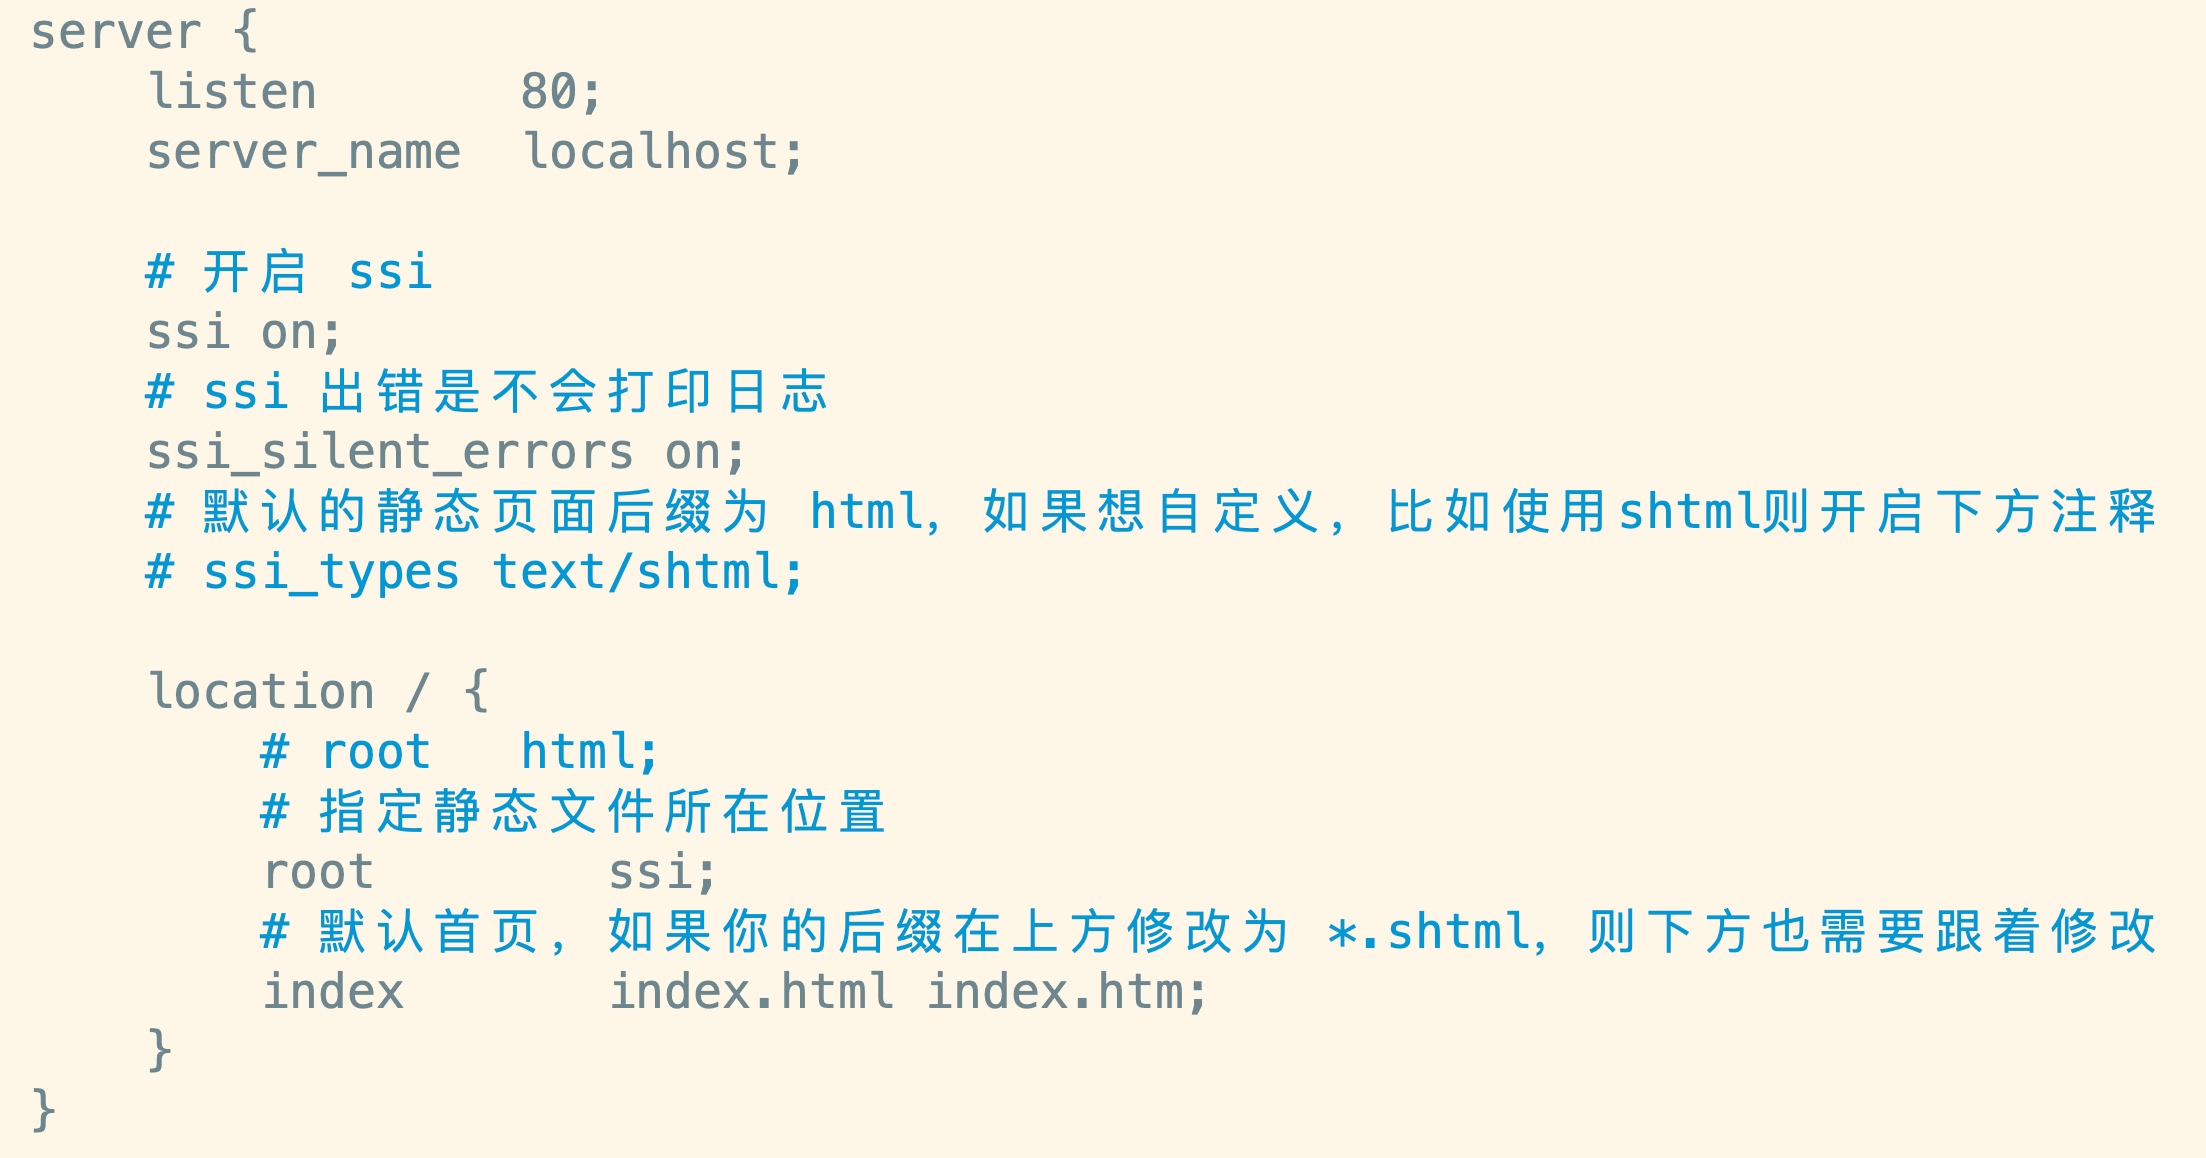 server {
    listen       80;
    server_name  localhost;
    # 开启 ssi
    ssi on;
    # ssi 出错是不会打印日志
    ssi_silent_errors on;
    # 默认的静态页面后缀为 html，如果想自定义，比如使用shtml则开启下方注释
    # ssi_types text/shtml;
    location / {
        # root   html;
        # 指定静态文件所在位置
        root        ssi;
        # 默认首页，如果你的后缀在上方修改为 *.shtml，则下方也需要跟着修改
        index       index.html index.htm;
    }
}